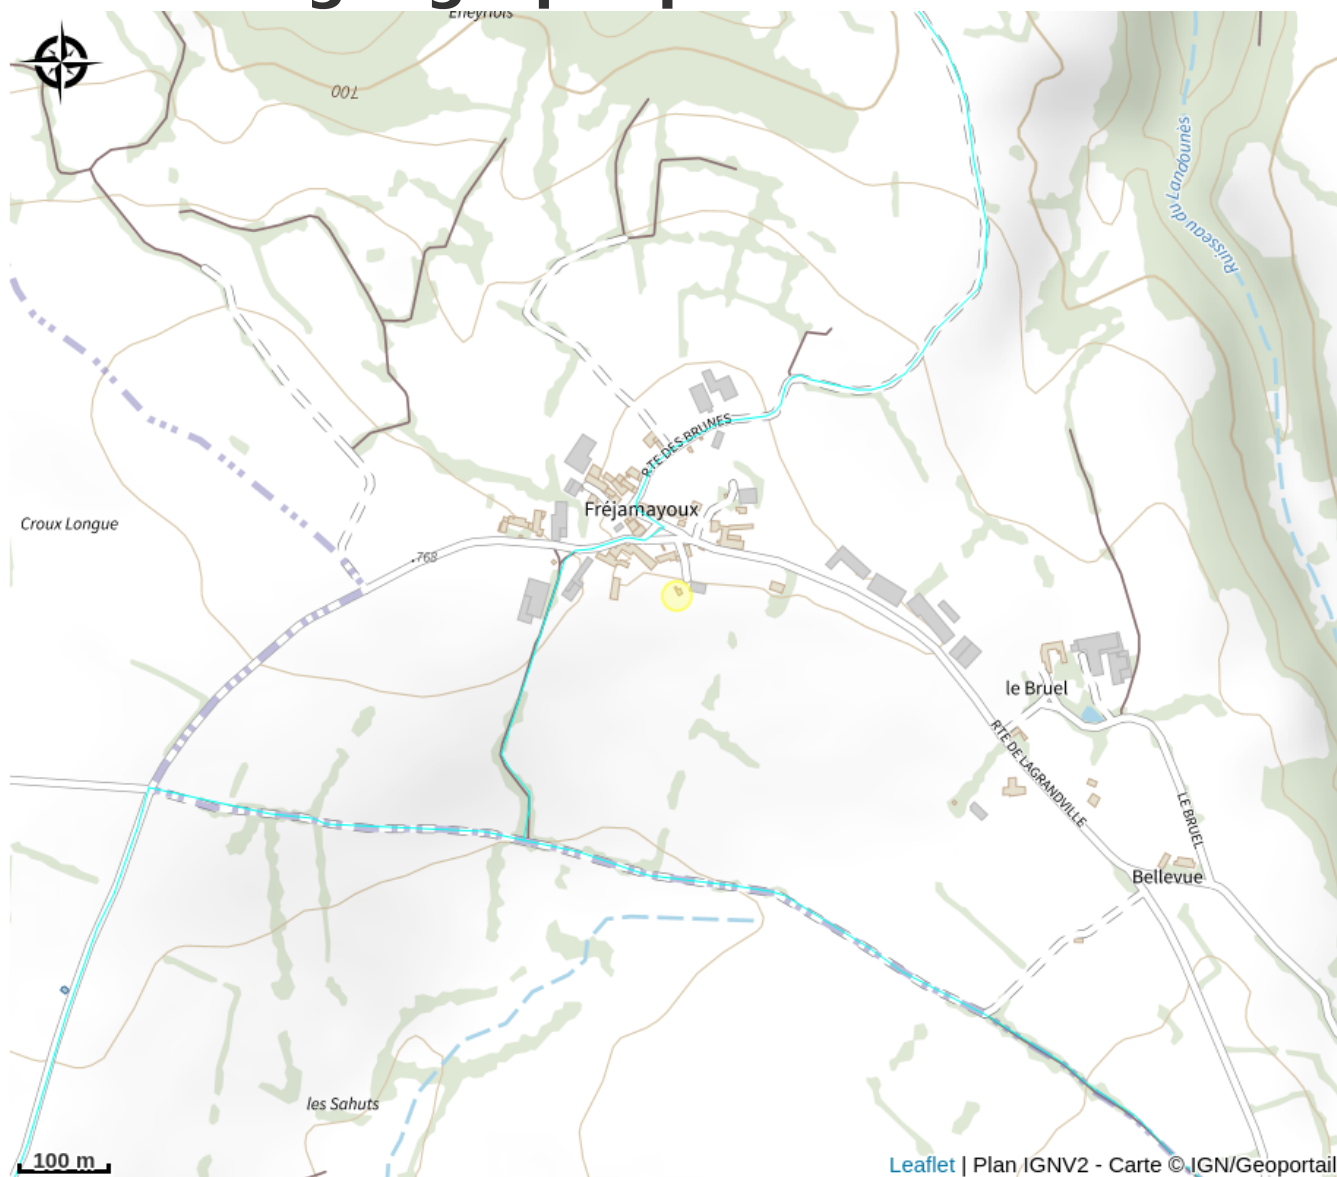 Eneyrols
700
Ruisseau du Landounès
RTE DES BRUNES
Fréjamayoux
Croux Longue
.768
le Bruel
RTE DE LAGRANDVILLE
LE BRUEL
Bellevue
les Sahuts
100 m
Leaflet | Plan IGNV2 - Carte © IGN/Geoportail